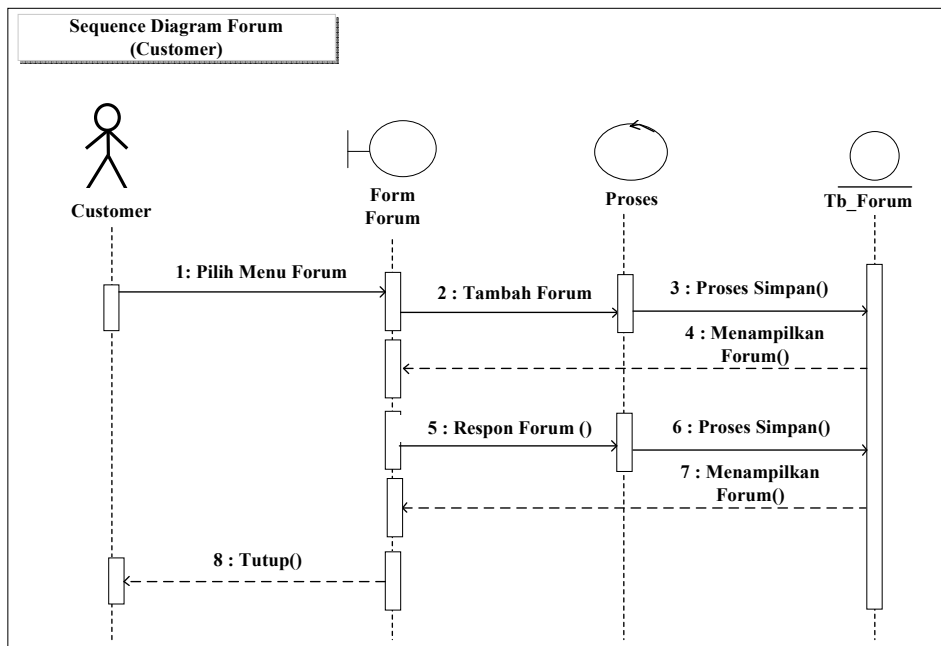 Sequence Diagram Forum
(Customer)
Customer
Form
Forum
Proses
Tb_Forum
1: Pilih Menu Forum
2 : Tambah Forum
3 : Proses Simpan()
4 : Menampilkan
Forum()
5 : Respon Forum ()
6 : Proses Simpan()
7 : Menampilkan
Forum()
8 : Tutup()